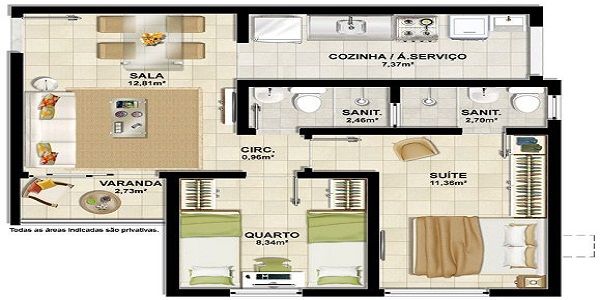 COZINHA / Á.SERVIÇO
7,37m²
SALA
12,81m²
SANIT.
2,46m²
SANIT.
2,70m²
CIRC.
0,96m²
SUÍTE
11,36m²
VARANDA
2,73m²
Todas as áreas indicadas são privativas.
QUARTO
8,34m²